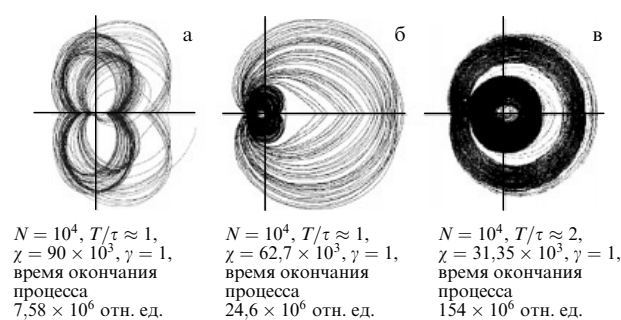 а
N = 10⁴, T/τ ≈ 1,
χ = 90 × 10³, γ = 1,
время окончания
процесса
7,58 × 10⁶ отн. ед.
б
N = 10⁴, T/τ ≈ 1,
χ = 62,7 × 10³, γ = 1,
время окончания
процесса
24,6 × 10⁶ отн. ед.
в
N = 10⁴, T/τ ≈ 2,
χ = 31,35 × 10³, γ = 1,
время окончания
процесса
154 × 10⁶ отн. ед.